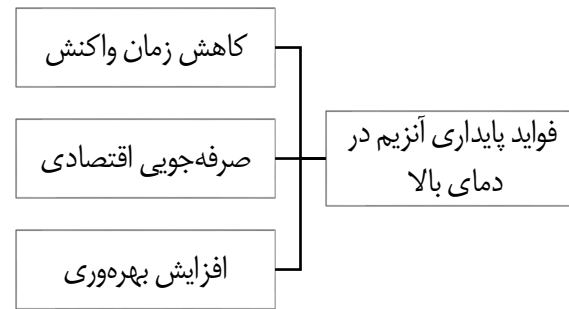 فواید پایداری آنزیم در
دمای بالا
کاهش زمان واکنش
صرفه‌جویی اقتصادی
افزایش بهره‌وری